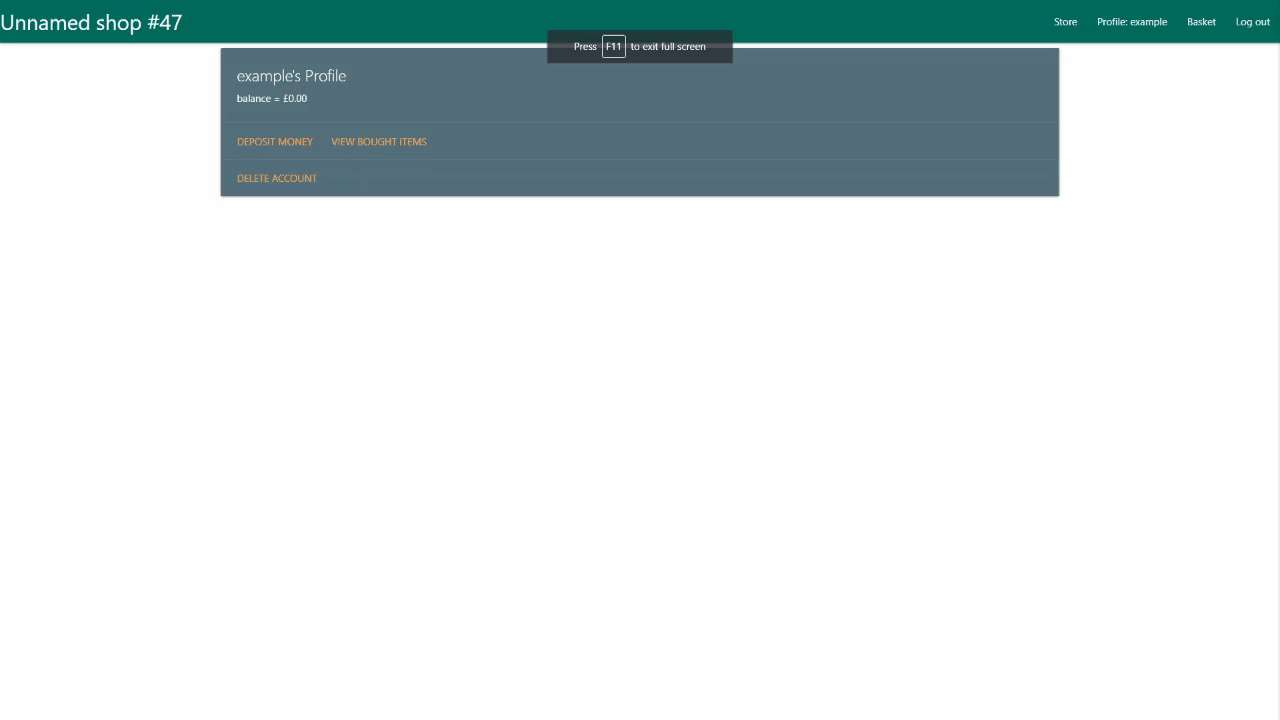 Unnamed shop #47
Store Profile: example Basket Log out
Press F11 to exit full screen
example's Profile
balance = £0.00
DEPOSIT MONEY VIEW BOUGHT ITEMS
DELETE ACCOUNT